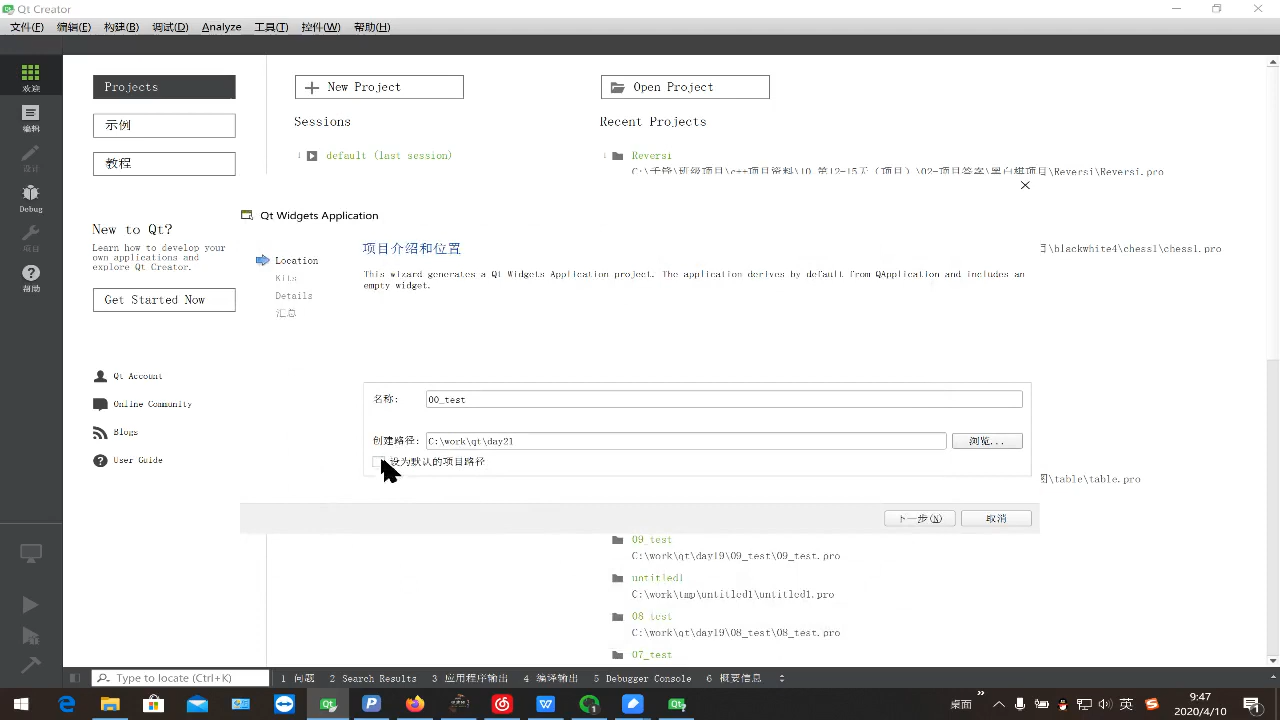 Qt Creator
文件(F) 编辑(E) 构建(B) 调试(D) Analyze 工具(T) 控件(W) 帮助(H)
欢迎
编辑
设计
Debug
项目
帮助
Projects
示例
教程
New to Qt?
Learn how to develop your
own applications and
explore Qt Creator.
Get Started Now
Qt Account
Online Community
Blogs
User Guide
New Project
Open Project
Sessions
Recent Projects
default (last session)
Reversi
\Reversi\Reversi.pro
\blackwhite4\chess1\chess1.pro
\table\table.pro
Qt Widgets Application
Location
Kits
Details
汇总
项目介绍和位置
This wizard generates a Qt Widgets Application project. The application derives by default from QApplication and includes an
empty widget.
名称: 00_test
创建路径: C:\work\qt\day21 浏览...
设为默认的项目路径
下一步(N) 取消
09_test
C:\work\qt\day19\09_test\09_test.pro
untitled1
C:\work\tmp\untitled1\untitled1.pro
08_test
C:\work\qt\day19\08_test\08_test.pro
07_test
Type to locate (Ctrl+K) 1 问题 2 Search Results 3 应用程序输出 4 编译输出 5 Debugger Console 6 概要信息
桌面 英 9:47
2020/4/10